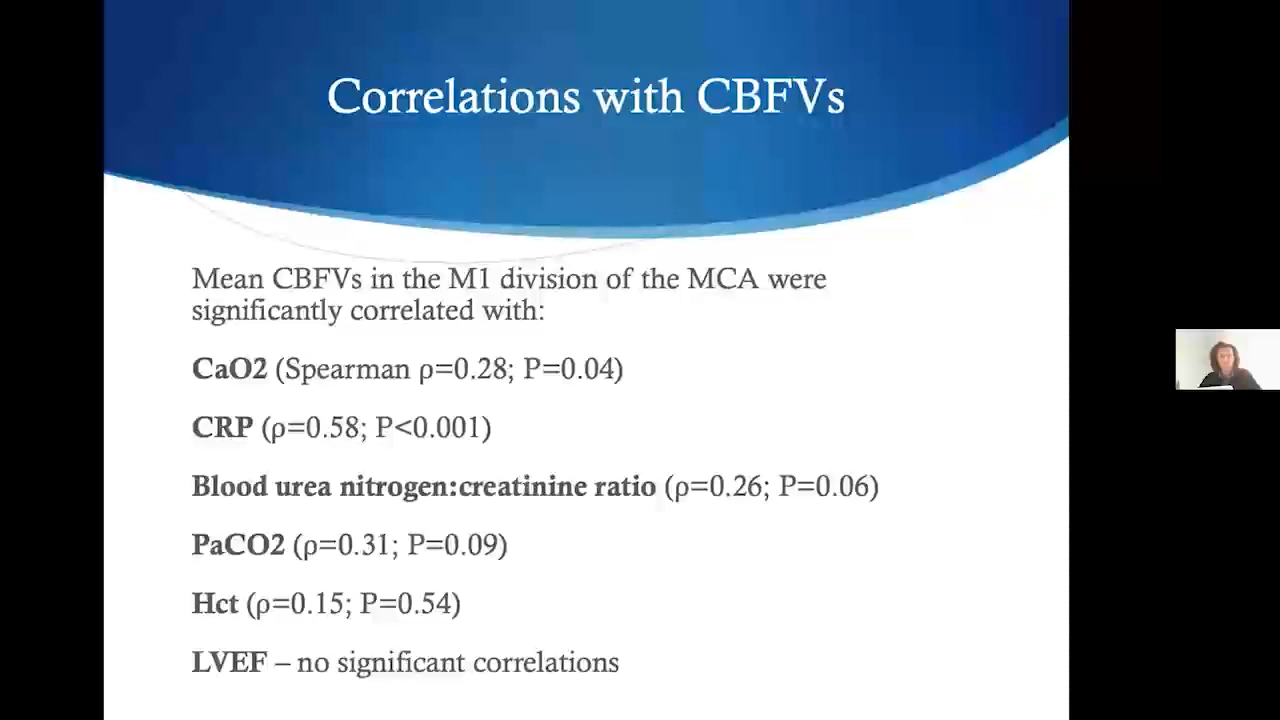 Correlations with CBFVs
Mean CBFVs in the M1 division of the MCA were
significantly correlated with:
CaO2 (Spearman ρ=0.28; P=0.04)
CRP (ρ=0.58; P<0.001)
Blood urea nitrogen:creatinine ratio (ρ=0.26; P=0.06)
PaCO2 (ρ=0.31; P=0.09)
Hct (ρ=0.15; P=0.54)
LVEF – no significant correlations